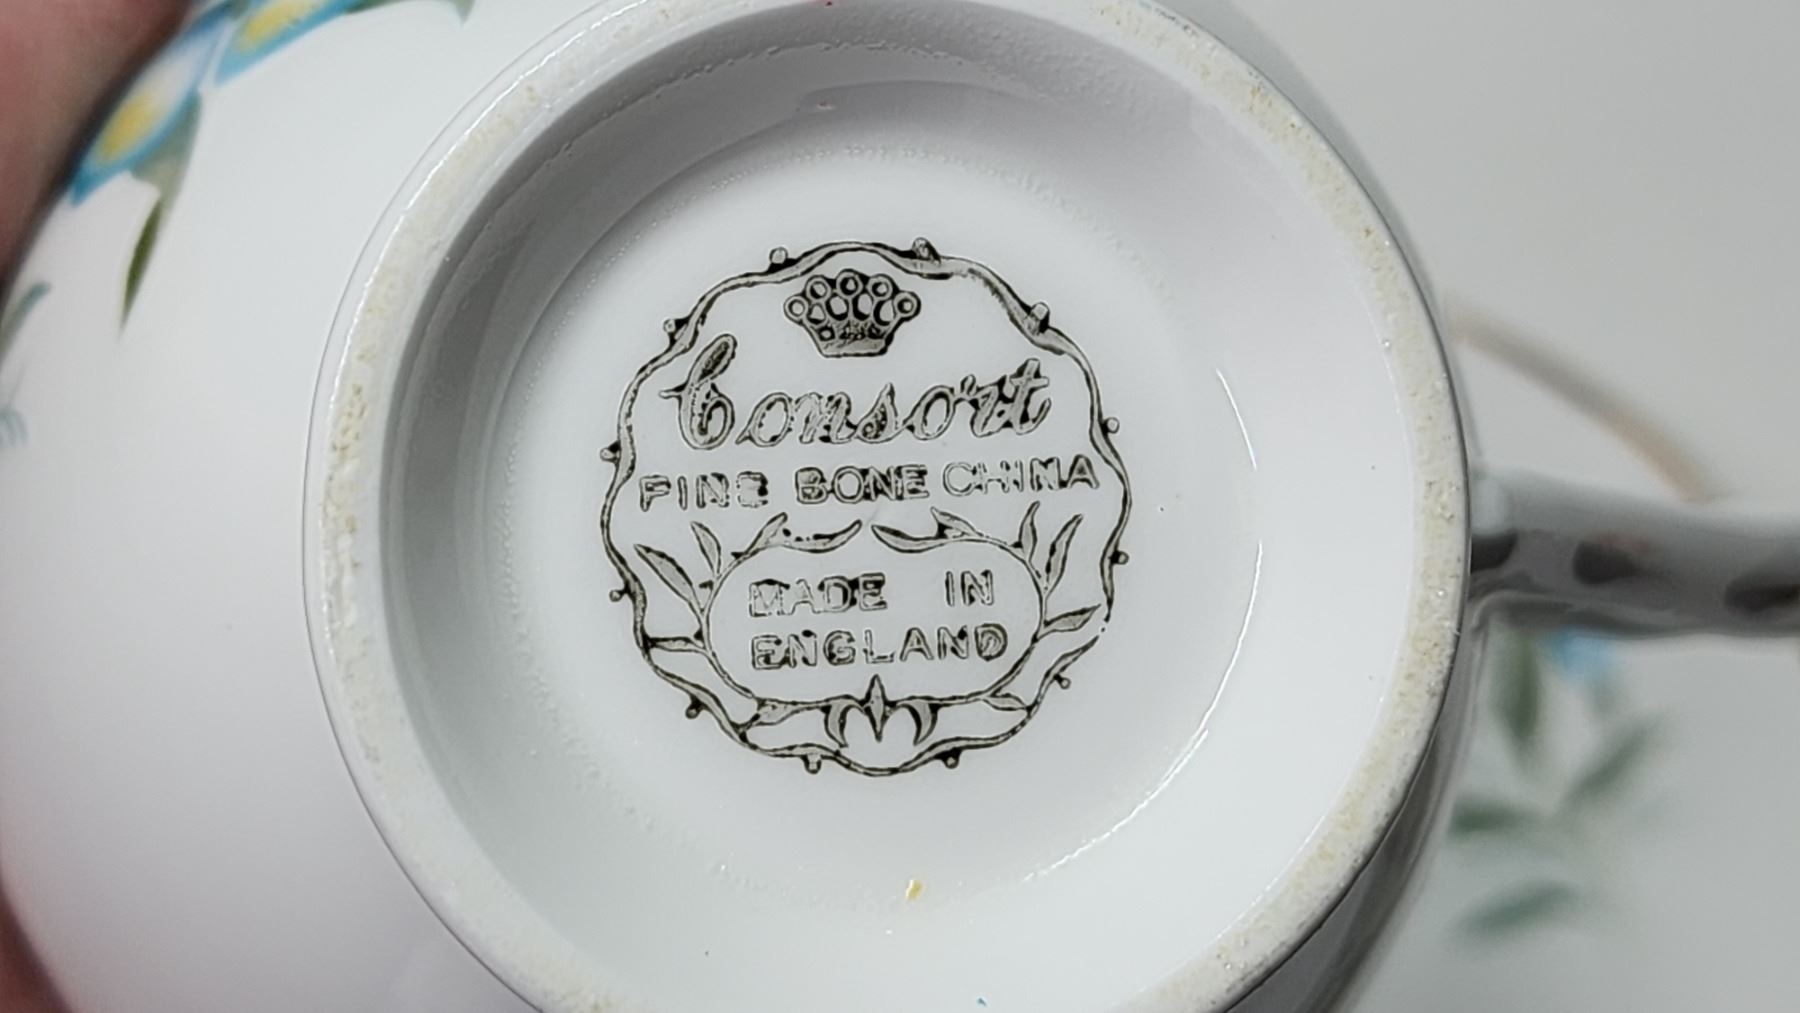 Consort
FINE BONE CHINA
MADE IN
ENGLAND